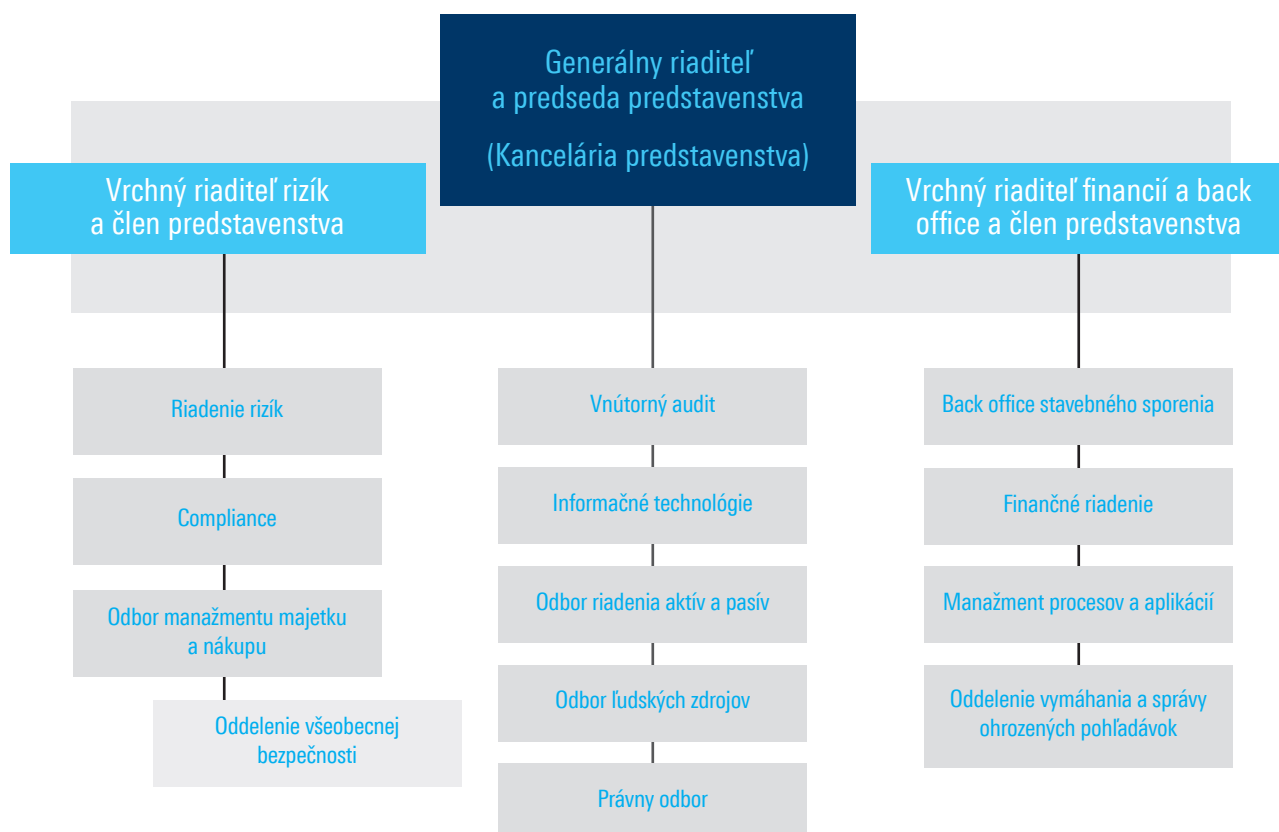 Generálny riaditeľ
a predseda predstavenstva
(Kancelária predstavenstva)
Vrchný riaditeľ rizík
a člen predstavenstva
Vrchný riaditeľ financií a back
office a člen predstavenstva
Riadenie rizík
Compliance
Odbor manažmentu majetku
a nákupu
Oddelenie všeobecnej
bezpečnosti
Vnútorný audit
Informačné technológie
Odbor riadenia aktív a pasív
Odbor ľudských zdrojov
Právny odbor
Back office stavebného sporenia
Finančné riadenie
Manažment procesov a aplikácií
Oddelenie vymáhania a správy
ohrozených pohľadávok